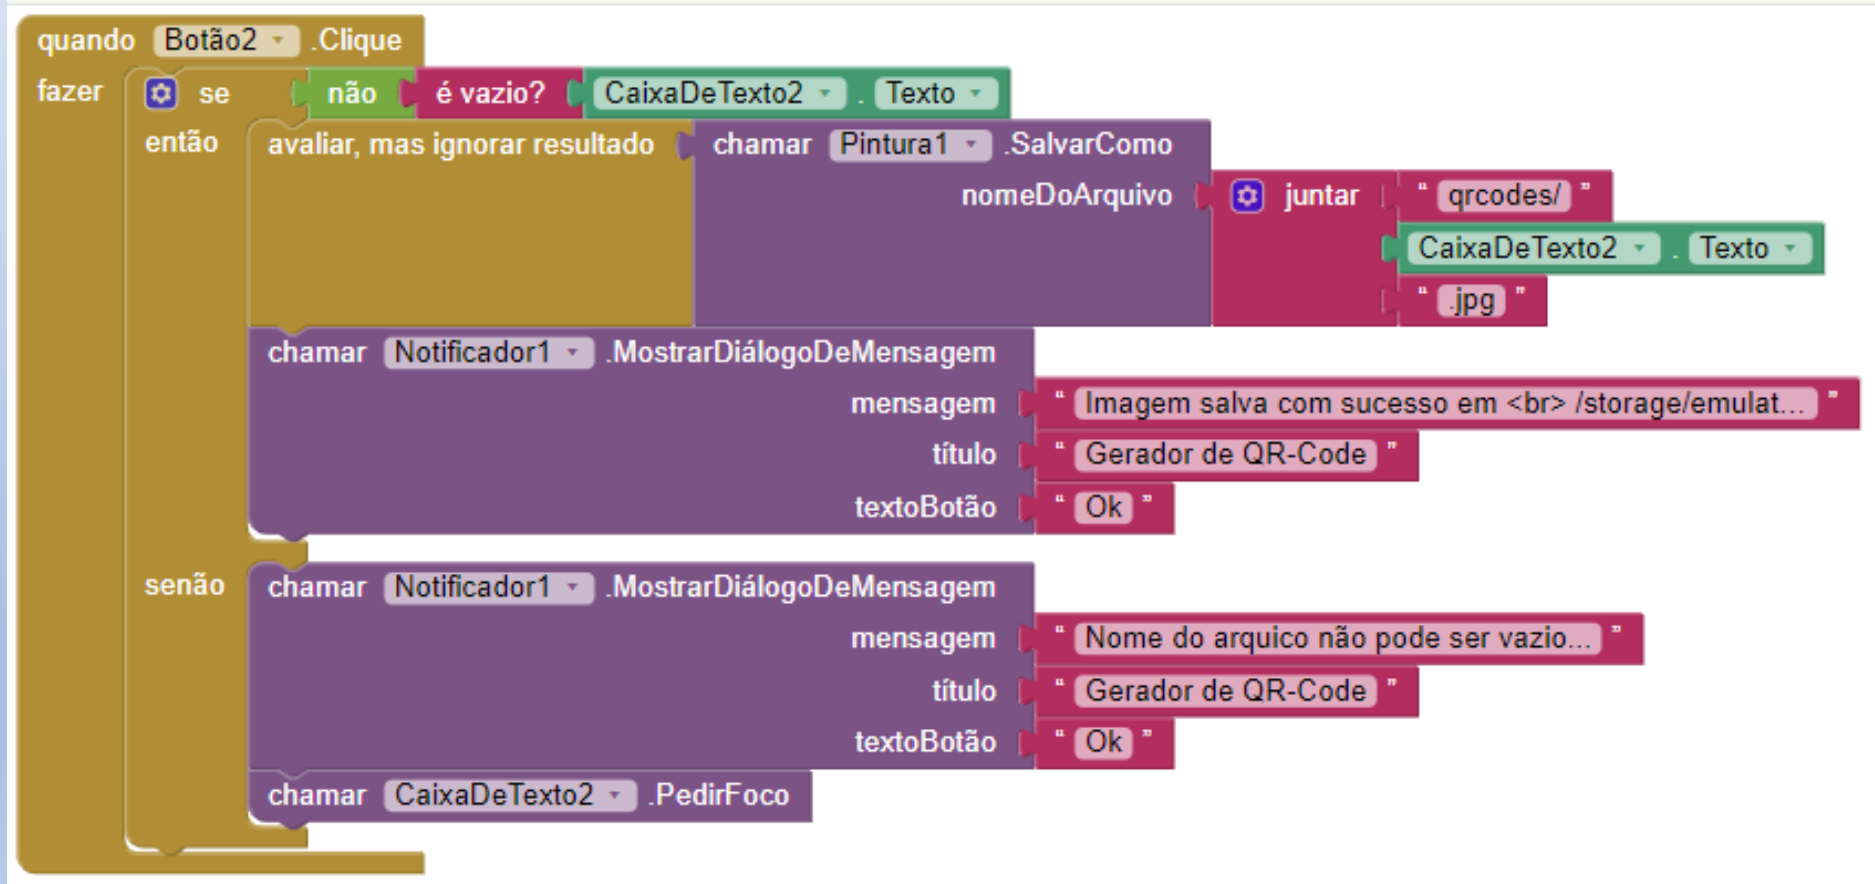 quando Botão2 .Clique
fazer se não é vazio? CaixaDeTexto2 . Texto
então avaliar, mas ignorar resultado chamar Pintura1 .SalvarComo
nomeDoArquivo juntar “ qrcodes/ ”
CaixaDeTexto2 . Texto
“ .jpg ”
chamar Notificador1 .MostrarDiálogoDeMensagem
mensagem “ Imagem salva com sucesso em <br> /storage/emulat... ”
título “ Gerador de QR-Code ”
textoBotão “ Ok ”
senão chamar Notificador1 .MostrarDiálogoDeMensagem
mensagem “ Nome do arquico não pode ser vazio... ”
título “ Gerador de QR-Code ”
textoBotão “ Ok ”
chamar CaixaDeTexto2 .PedirFoco